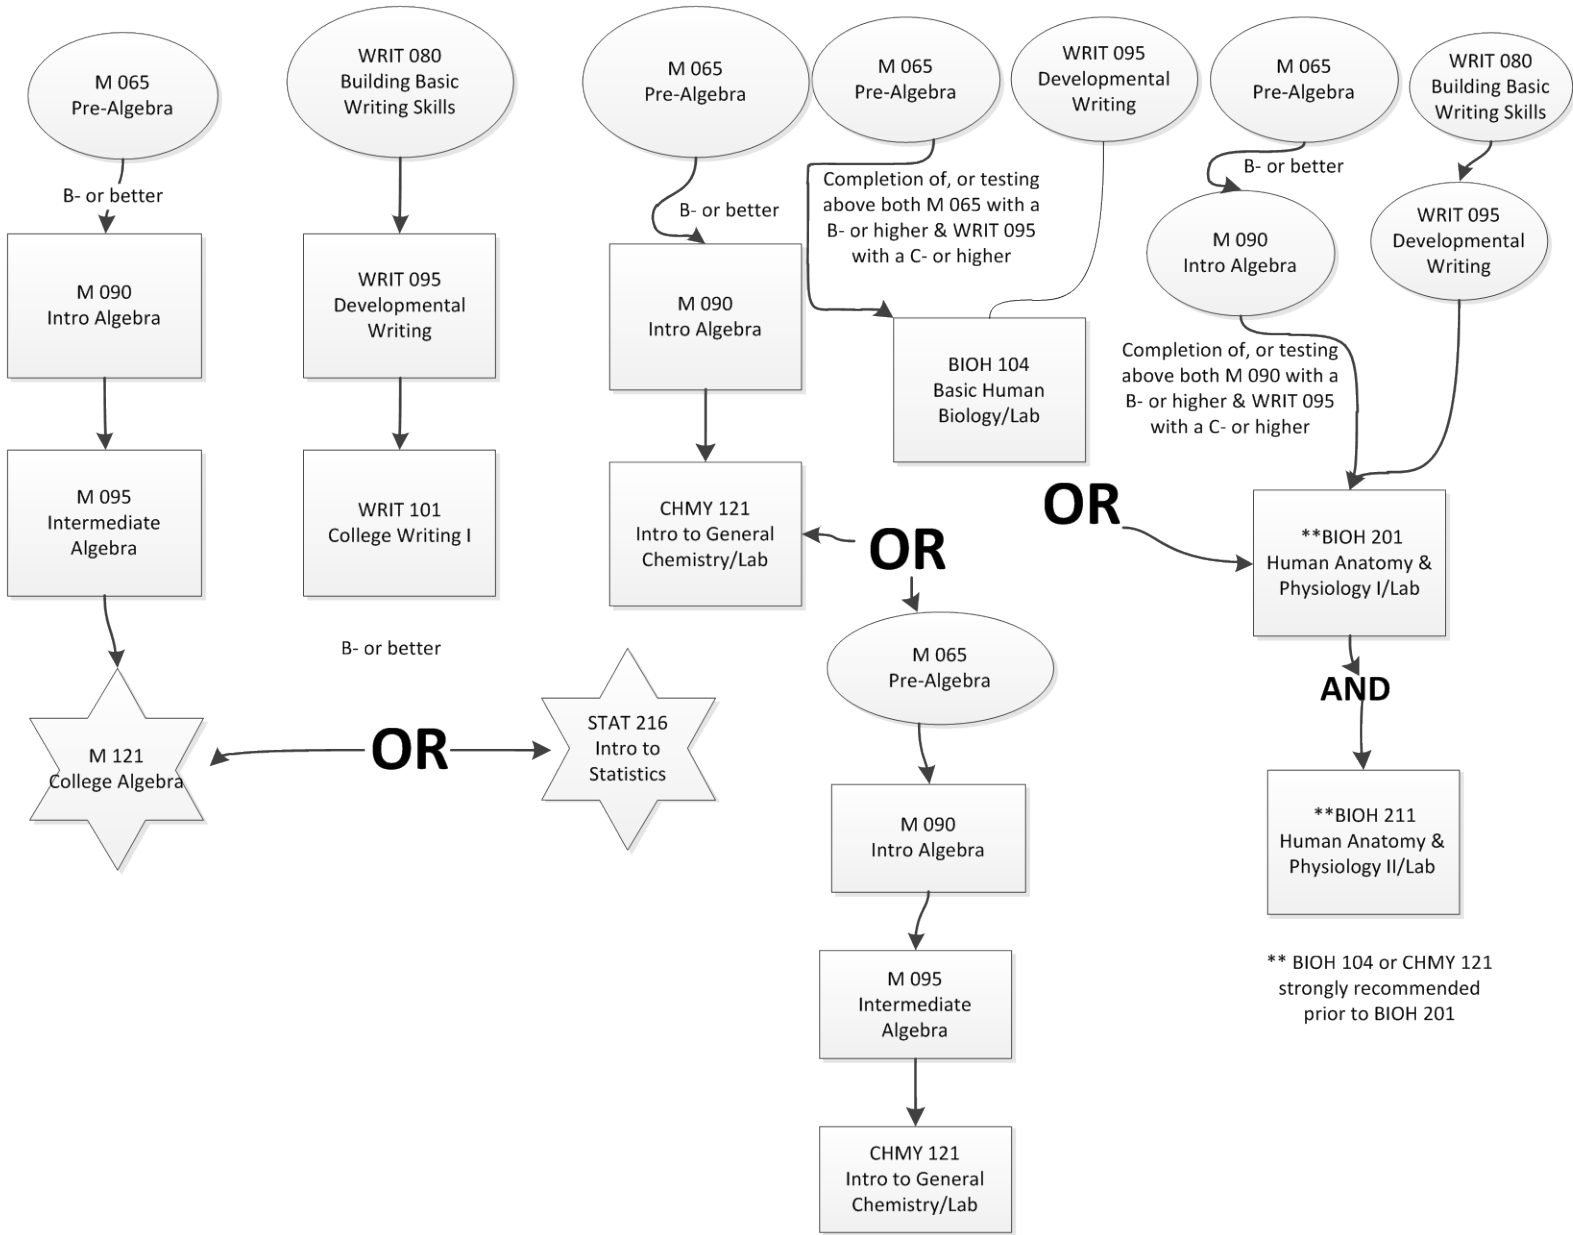 M 065
Pre-Algebra
B- or better
M 090
Intro Algebra
M 095
Intermediate
Algebra
M 121
College Algebra
WRIT 080
Building Basic
Writing Skills
WRIT 095
Developmental
Writing
WRIT 101
College Writing I
B- or better
OR
STAT 216
Intro to
Statistics
M 065
Pre-Algebra
B- or better
M 090
Intro Algebra
CHMY 121
Intro to General
Chemistry/Lab
M 065
Pre-Algebra
WRIT 095
Developmental
Writing
Completion of, or testing
above both M 065 with a
B- or higher & WRIT 095
with a C- or higher
BIOH 104
Basic Human
Biology/Lab
OR
M 065
Pre-Algebra
M 090
Intro Algebra
M 095
Intermediate
Algebra
CHMY 121
Intro to General
Chemistry/Lab
OR
M 065
Pre-Algebra
B- or better
M 090
Intro Algebra
WRIT 080
Building Basic
Writing Skills
WRIT 095
Developmental
Writing
Completion of, or testing
above both M 090 with a
B- or higher & WRIT 095
with a C- or higher
**BIOH 201
Human Anatomy &
Physiology I/Lab
AND
**BIOH 211
Human Anatomy &
Physiology II/Lab
** BIOH 104 or CHMY 121
strongly recommended
prior to BIOH 201